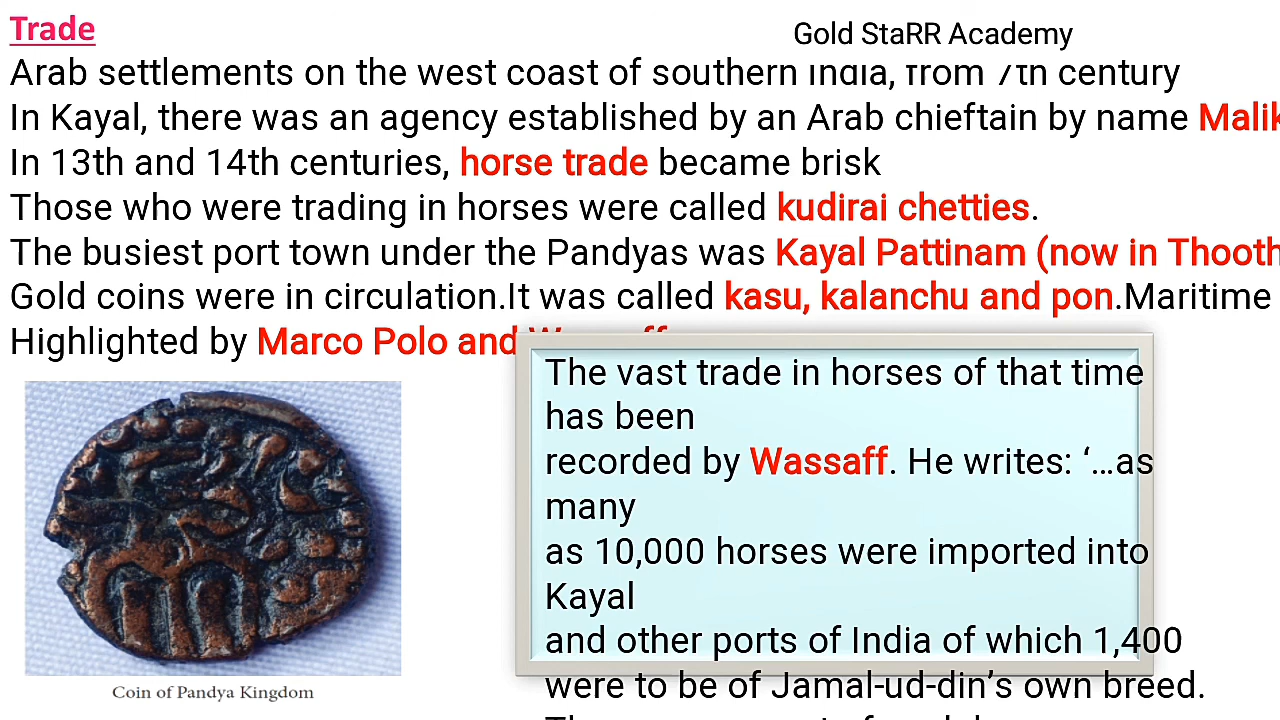 Trade
Gold StaRR Academy
Arab settlements on the west coast of southern India, from 7th century
In Kayal, there was an agency established by an Arab chieftain by name Malik
In 13th and 14th centuries, horse trade became brisk
Those who were trading in horses were called kudirai chetties.
The busiest port town under the Pandyas was Kayal Pattinam (now in Thooth
Gold coins were in circulation.It was called kasu, kalanchu and pon.Maritime
Highlighted by Marco Polo and Wassaff
The vast trade in horses of that time
has been
recorded by Wassaff. He writes: ‘…as
many
as 10,000 horses were imported into
Kayal
and other ports of India of which 1,400
were to be of Jamal-ud-din’s own breed.
Coin of Pandya Kingdom